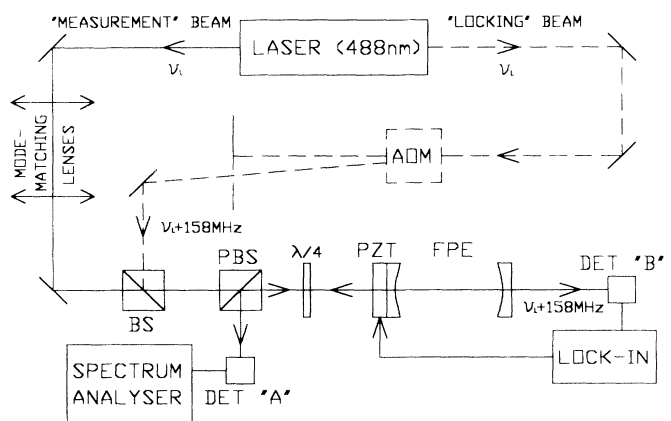 "MEASUREMENT" BEAM
LASER (488nm)
"LOCKING" BEAM
νL
νL
MODE-
MATCHING
LENSES
AOM
νL+158MHz
PBS
λ/4
PZT
FPE
DET "B"
BS
νL+158MHz
LOCK-IN
SPECTRUM
ANALYSER
DET "A"